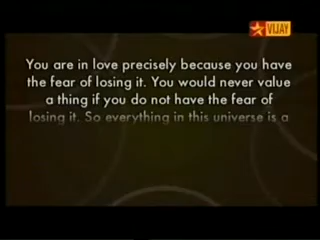 VIJAY
You are in love precisely because you have
the fear of losing it. You would never value
a thing if you do not have the fear of
losing it. So everything in this universe is a